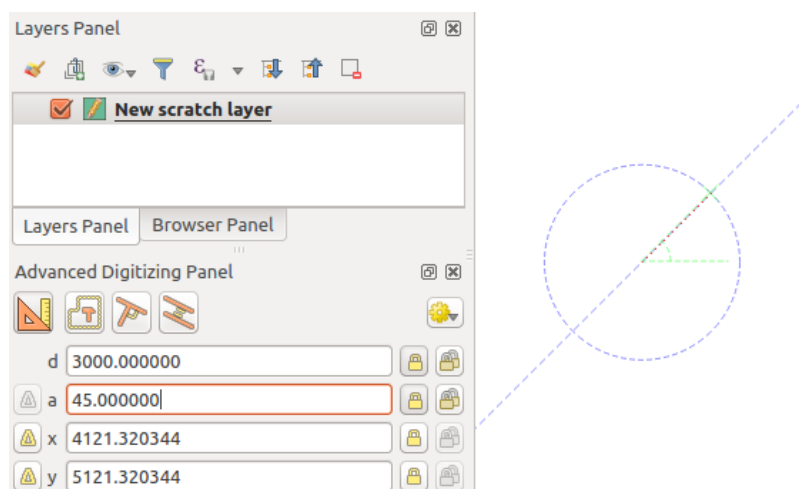 Layers Panel
New scratch layer
Layers Panel Browser Panel
Advanced Digitizing Panel
d 3000.000000
a 45.000000
x 4121.320344
y 5121.320344